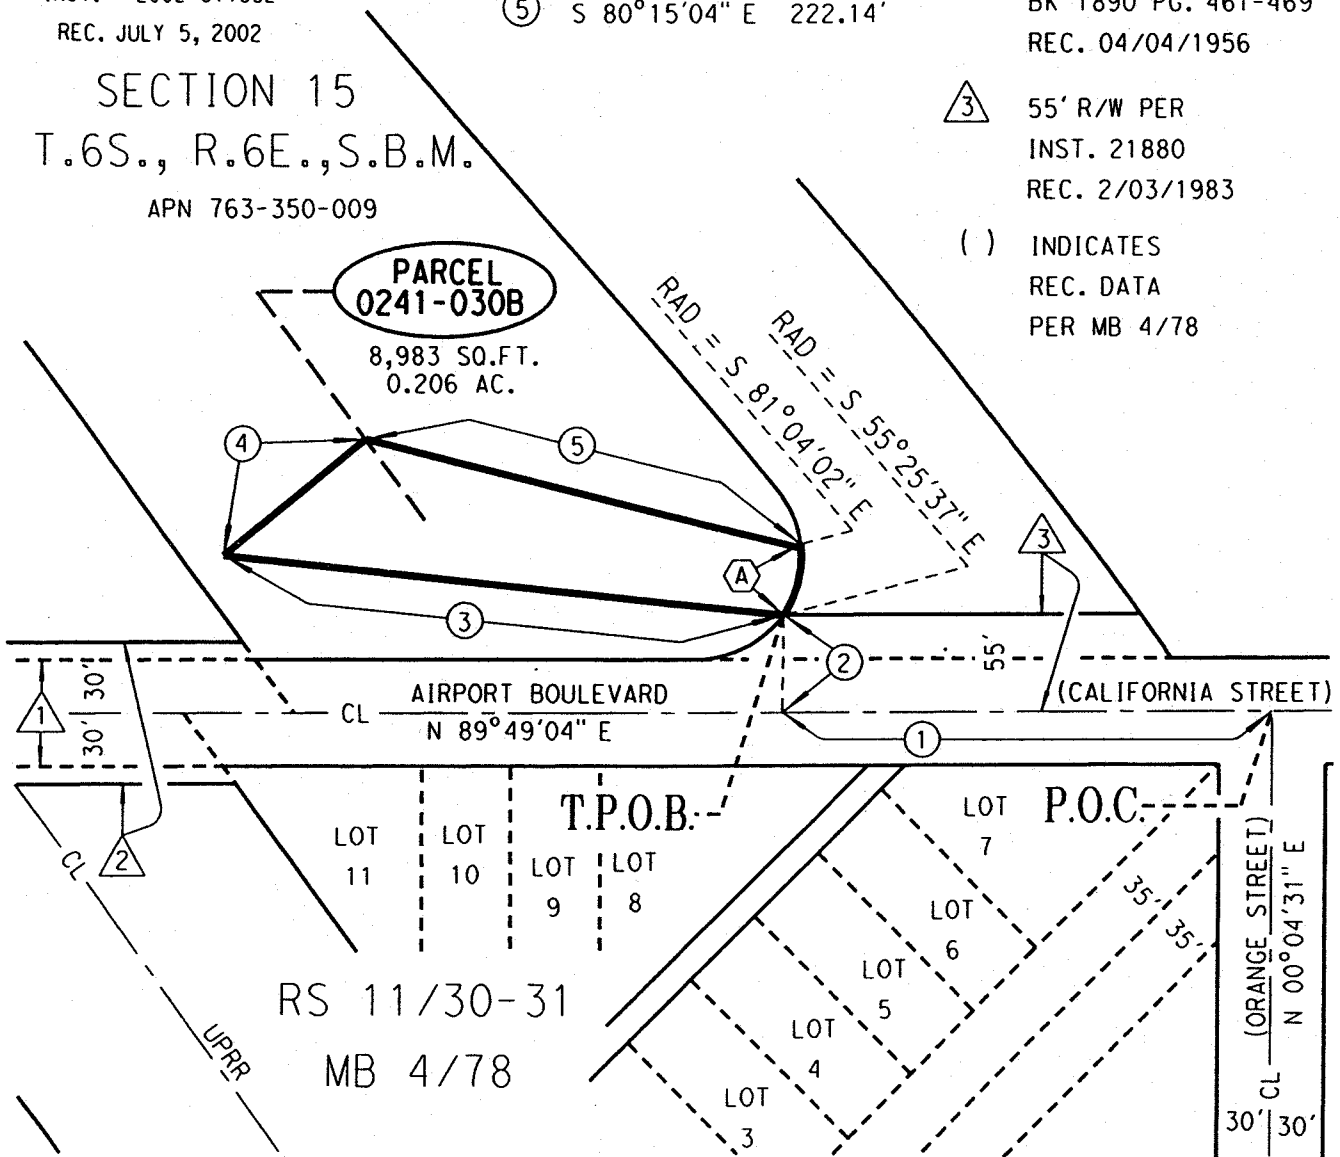 REC. JULY 5, 2002
5 S 80°15'04" E 222.14'
BK 1890 PG. 461-469
REC. 04/04/1956
SECTION 15
T.6S., R.6E.,S.B.M.
APN 763-350-009
3 55' R/W PER
INST. 21880
REC. 2/03/1983
( ) INDICATES
REC. DATA
PER MB 4/78
PARCEL
0241-030B
8,983 SQ.FT.
0.206 AC.
RAD = S 81°04'02" E
RAD = S 55°25'37" E
4
5
3
A
3
2
55'
1
30'
30'
CL
AIRPORT BOULEVARD
N 89°49'04" E
(CALIFORNIA STREET)
1
2
CL
UPRR
T.P.O.B.
P.O.C.
LOT
11
LOT
10
LOT
9
LOT
8
LOT
7
LOT
6
LOT
5
LOT
4
LOT
3
35'
35'
RS 11/30-31
MB 4/78
CL (ORANGE STREET)
N 00°04'31" E
30'
30'